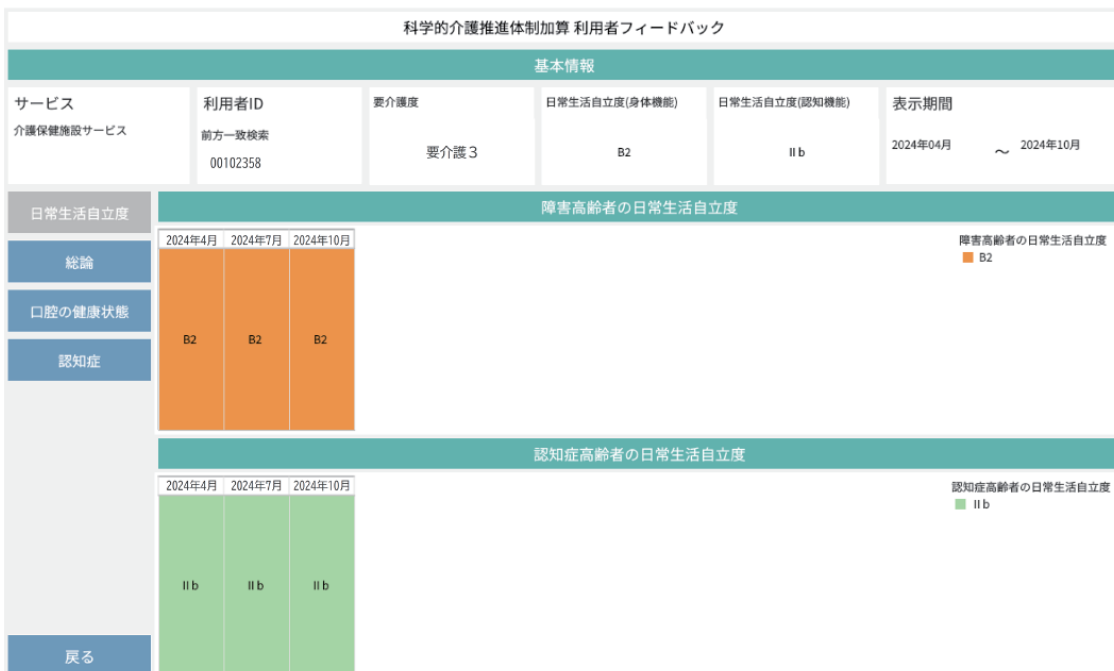 科学的介護推進体制加算 利用者フィードバック
基本情報
サービス
介護保健施設サービス
利用者ID
前方一致検索
00102358
要介護度
要介護３
日常生活自立度(身体機能)
B2
日常生活自立度(認知機能)
Ⅱb
表示期間
2024年04月 ～ 2024年10月
日常生活自立度
総論
口腔の健康状態
認知症
戻る
障害高齢者の日常生活自立度
2024年4月 2024年7月 2024年10月
B2 B2 B2
障害高齢者の日常生活自立度
B2
認知症高齢者の日常生活自立度
2024年4月 2024年7月 2024年10月
Ⅱb Ⅱb Ⅱb
認知症高齢者の日常生活自立度
Ⅱb